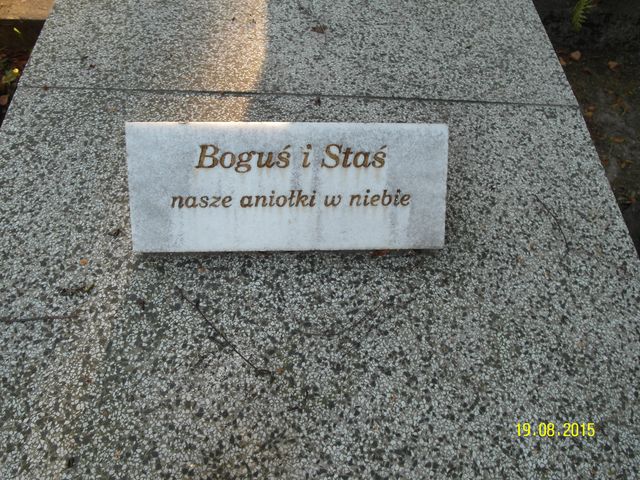 Boguś i Staś
nasze aniołki w niebie
19.08.2015